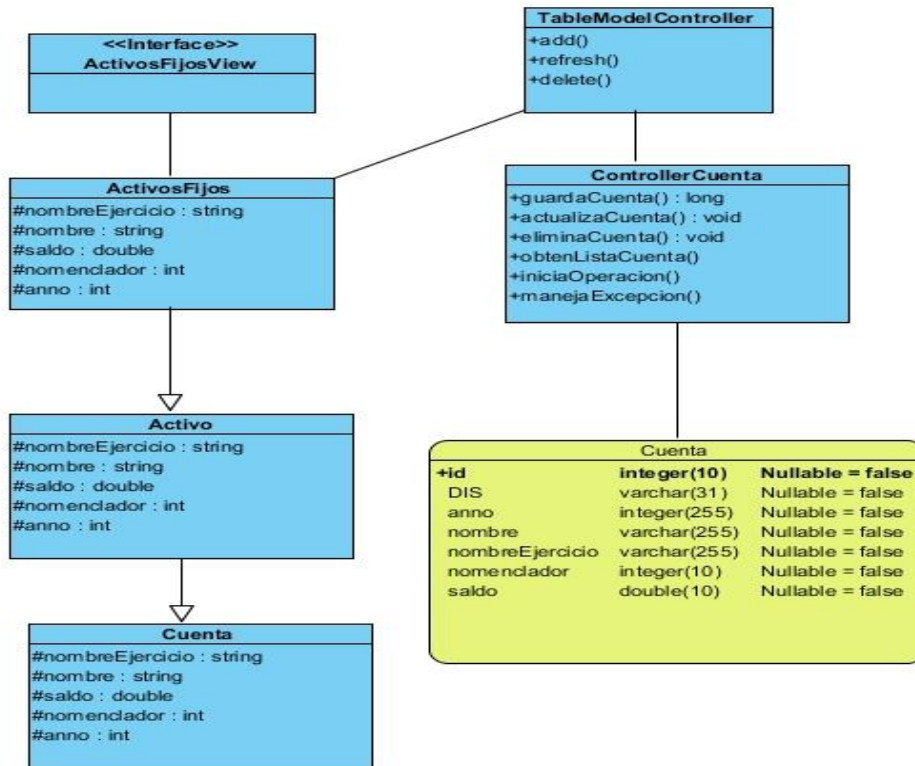 <<Interface>>
ActivosFijosView
TableModelController
+add()
+refresh()
+delete()
ActivosFijos
#nombreEjercicio : string
#nombre : string
#saldo : double
#nomenclador : int
#anno : int
ControllerCuenta
+guardaCuenta() : long
+actualizaCuenta() : void
+eliminaCuenta() : void
+obtenListaCuenta()
+iniciaOperacion()
+manejaExcepcion()
Activo
#nombreEjercicio : string
#nombre : string
#saldo : double
#nomenclador : int
#anno : int
Cuenta
+id integer(10) Nullable = false
DIS varchar(31) Nullable = false
anno integer(255) Nullable = false
nombre varchar(255) Nullable = false
nombreEjercicio varchar(255) Nullable = false
nomenclador integer(10) Nullable = false
saldo double(10) Nullable = false
Cuenta
#nombreEjercicio : string
#nombre : string
#saldo : double
#nomenclador : int
#anno : int